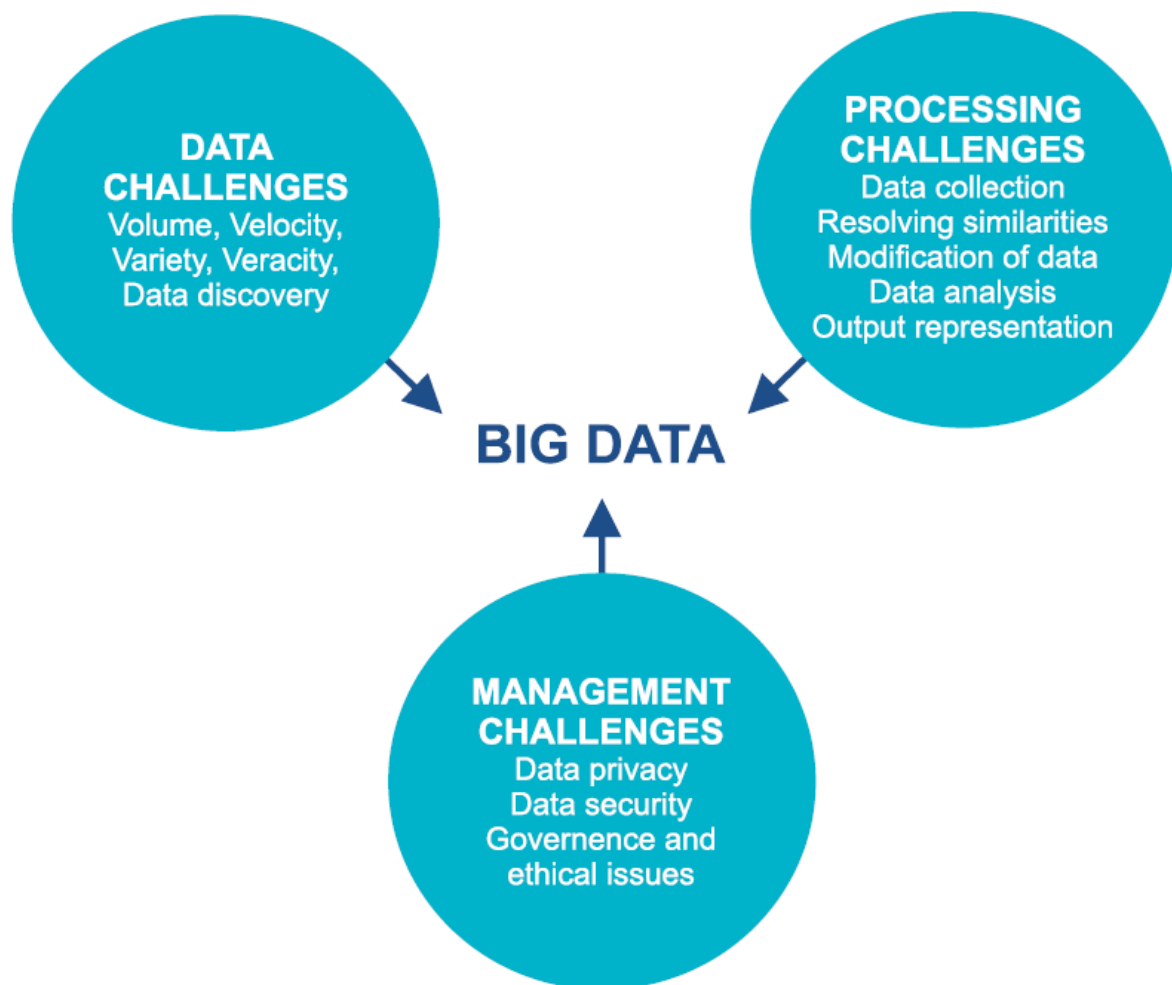 DATA
CHALLENGES
Volume, Velocity,
Variety, Veracity,
Data discovery
PROCESSING
CHALLENGES
Data collection
Resolving similarities
Modification of data
Data analysis
Output representation
BIG DATA
MANAGEMENT
CHALLENGES
Data privacy
Data security
Governence and
ethical issues